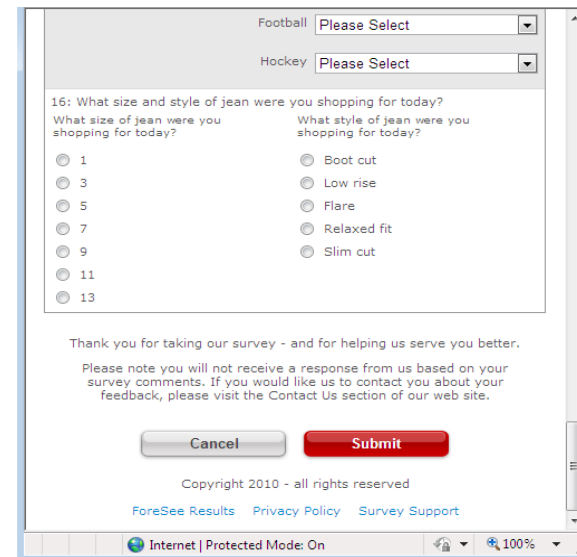 Football Please Select
Hockey Please Select
16: What size and style of jean were you shopping for today?
What size of jean were you
shopping for today?
What style of jean were you
shopping for today?
1
3
5
7
9
11
13
Boot cut
Low rise
Flare
Relaxed fit
Slim cut
Thank you for taking our survey - and for helping us serve you better.
Please note you will not receive a response from us based on your
survey comments. If you would like us to contact you about your
feedback, please visit the Contact Us section of our web site.
Cancel Submit
Copyright 2010 - all rights reserved
ForeSee Results Privacy Policy Survey Support
Internet | Protected Mode: On 100%